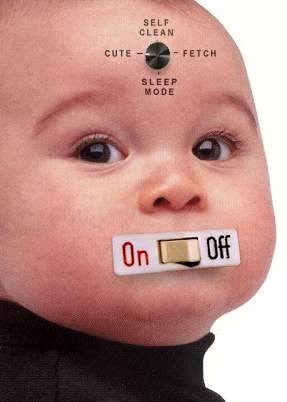 SELF
CLEAN
CUTE FETCH
SLEEP
MODE
On Off